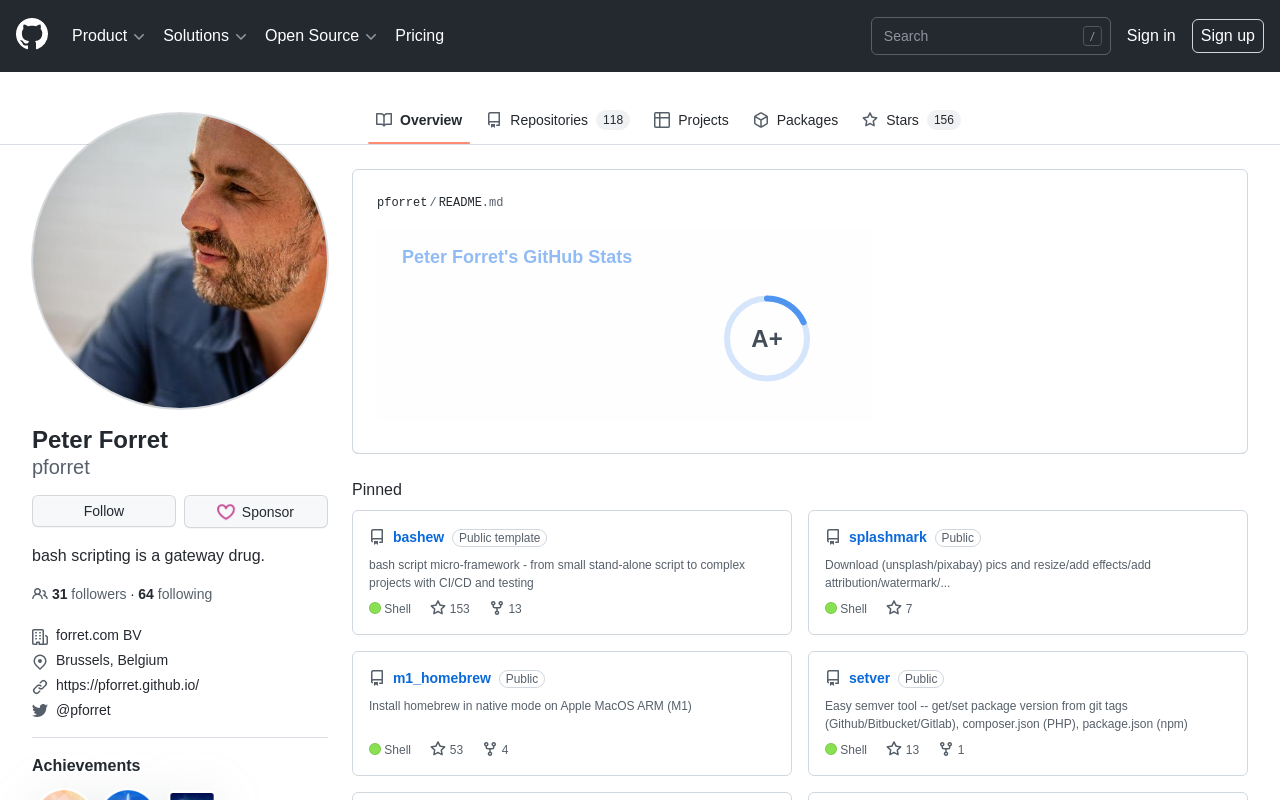 Product
Solutions
Open Source
Pricing
Search
/
Sign in
Sign up
Overview
Repositories 118
Projects
Packages
Stars 156
Peter Forret
pforret
Follow
Sponsor
bash scripting is a gateway drug.
31 followers · 64 following
forret.com BV
Brussels, Belgium
https://pforret.github.io/
@pforret
Achievements
pforret / README.md
Peter Forret's GitHub Stats
A+
Pinned
bashew Public template
bash script micro-framework - from small stand-alone script to complex
projects with CI/CD and testing
Shell 153 13
splashmark Public
Download (unsplash/pixabay) pics and resize/add effects/add
attribution/watermark/...
Shell 7
m1_homebrew Public
Install homebrew in native mode on Apple MacOS ARM (M1)
Shell 53 4
setver Public
Easy semver tool -- get/set package version from git tags
(Github/Bitbucket/Gitlab), composer.json (PHP), package.json (npm)
Shell 13 1